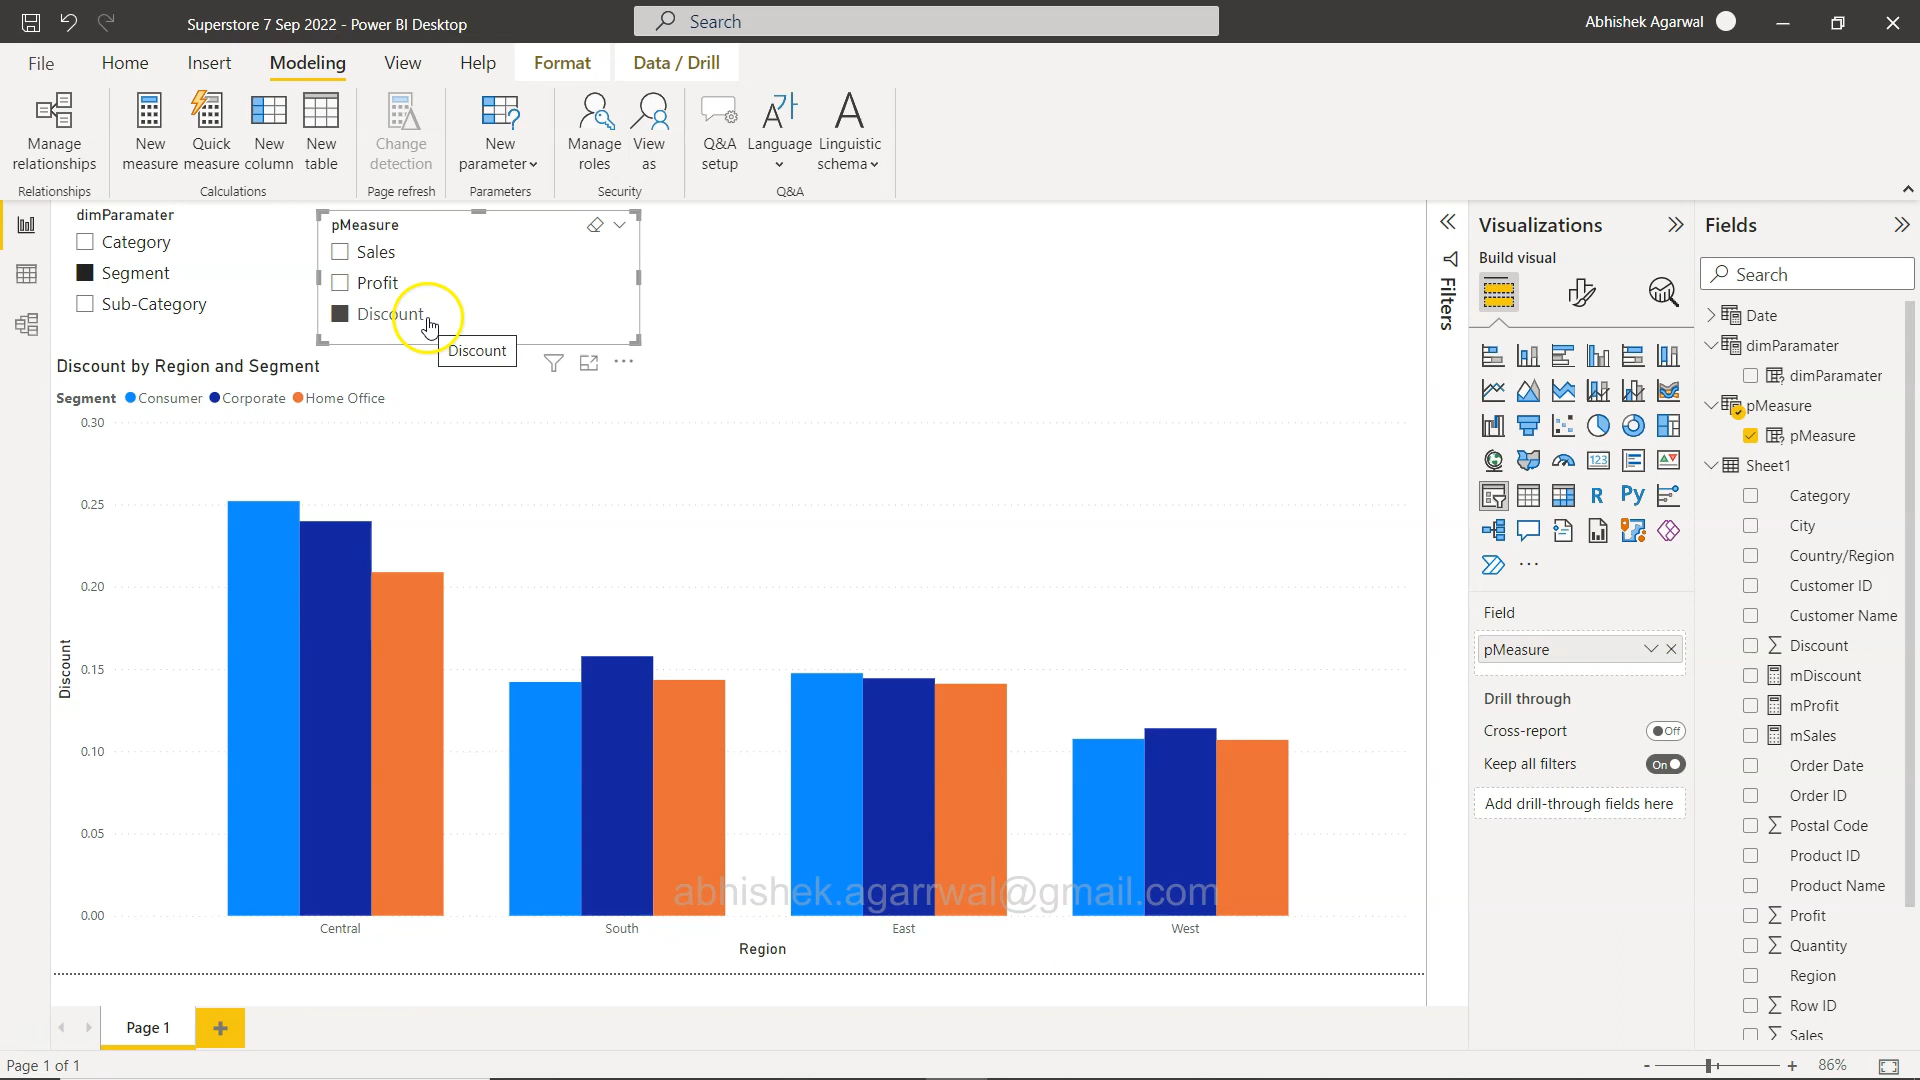 Superstore 7 Sep 2022 - Power BI Desktop
Search
Abhishek Agarwal
File
Home
Insert
Modeling
View
Help
Format
Data / Drill
Manage relationships
New measure
Quick measure
New column
New table
Change detection
New parameter
Manage roles
View as
Q&A setup
Language
Linguistic schema
Relationships
Calculations
Page refresh
Parameters
Security
Q&A
dimParamater
Category
Segment
Sub-Category
pMeasure
Sales
Profit
Discount
Discount
Discount by Region and Segment
Segment
Consumer
Corporate
Home Office
0.30
0.25
0.20
0.15
0.10
0.05
0.00
Discount
Central
South
East
West
Region
abhishek.agarrwal@gmail.com
Filters
Visualizations
Build visual
123
R
Py
Field
pMeasure
Drill through
Cross-report
Off
Keep all filters
On
Add drill-through fields here
Fields
Search
Date
dimParamater
dimParamater
pMeasure
pMeasure
Sheet1
Category
City
Country/Region
Customer ID
Customer Name
Discount
mDiscount
mProfit
mSales
Order Date
Order ID
Postal Code
Product ID
Product Name
Profit
Quantity
Region
Row ID
Sales
Page 1
Page 1 of 1
86%